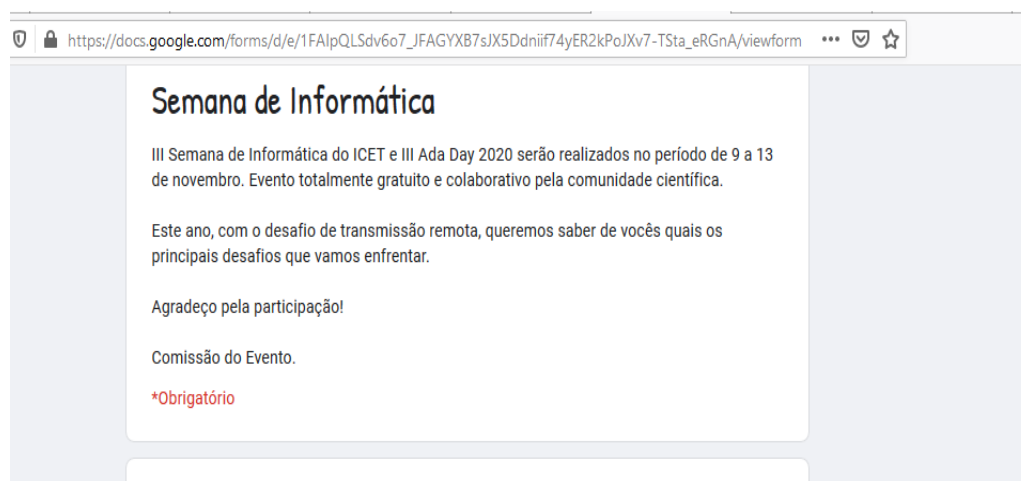 https://docs.google.com/forms/d/e/1FAIpQLSdv6o7_JFAGYXB7sJX5Ddniif74yER2kPoJXv7-TSta_eRGnA/viewform
Semana de Informática
III Semana de Informática do ICET e III Ada Day 2020 serão realizados no período de 9 a 13
de novembro. Evento totalmente gratuito e colaborativo pela comunidade científica.
Este ano, com o desafio de transmissão remota, queremos saber de vocês quais os
principais desafios que vamos enfrentar.
Agradeço pela participação!
Comissão do Evento.
*Obrigatório